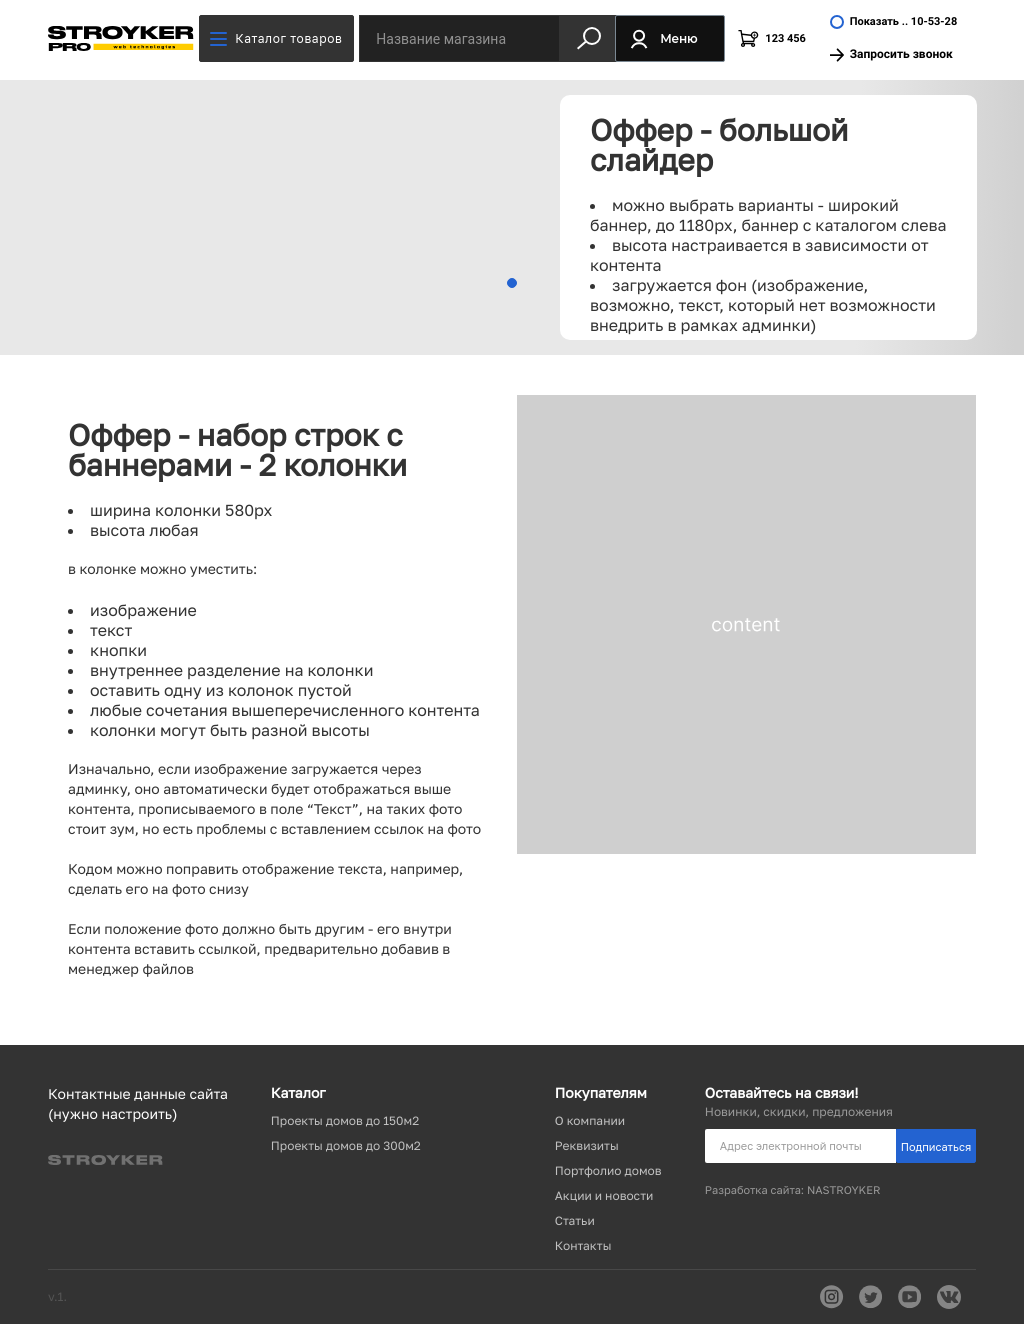 STROYKER
PRO web technologies
Каталог товаров
Название магазина
Меню
0
123 456
Показать .. 10-53-28
Запросить звонок
Оффер - большой
слайдер
• можно выбрать варианты - широкий
баннер, до 1180px, баннер с каталогом слева
• высота настраивается в зависимости от
контента
• загружается фон (изображение,
возможно, текст, который нет возможности
внедрить в рамках админки)
Оффер - набор строк с
баннерами - 2 колонки
• ширина колонки 580px
• высота любая
в колонке можно уместить:
• изображение
• текст
• кнопки
• внутреннее разделение на колонки
• оставить одну из колонок пустой
• любые сочетания вышеперечисленного контента
• колонки могут быть разной высоты
Изначально, если изображение загружается через
админку, оно автоматически будет отображаться выше
контента, прописываемого в поле “Текст”, на таких фото
стоит зум, но есть проблемы с вставлением ссылок на фото
Кодом можно поправить отображение текста, например,
сделать его на фото снизу
Если положение фото должно быть другим - его внутри
контента вставить ссылкой, предварительно добавив в
менеджер файлов
content
Контактные данные сайта
(нужно настроить)
STROYKER
Каталог
Проекты домов до 150м2
Проекты домов до 300м2
Покупателям
О компании
Реквизиты
Портфолио домов
Акции и новости
Статьи
Контакты
Оставайтесь на связи!
Новинки, скидки, предложения
Адрес электронной почты
Подписаться
Разработка сайта: NASTROYKER
v.1.